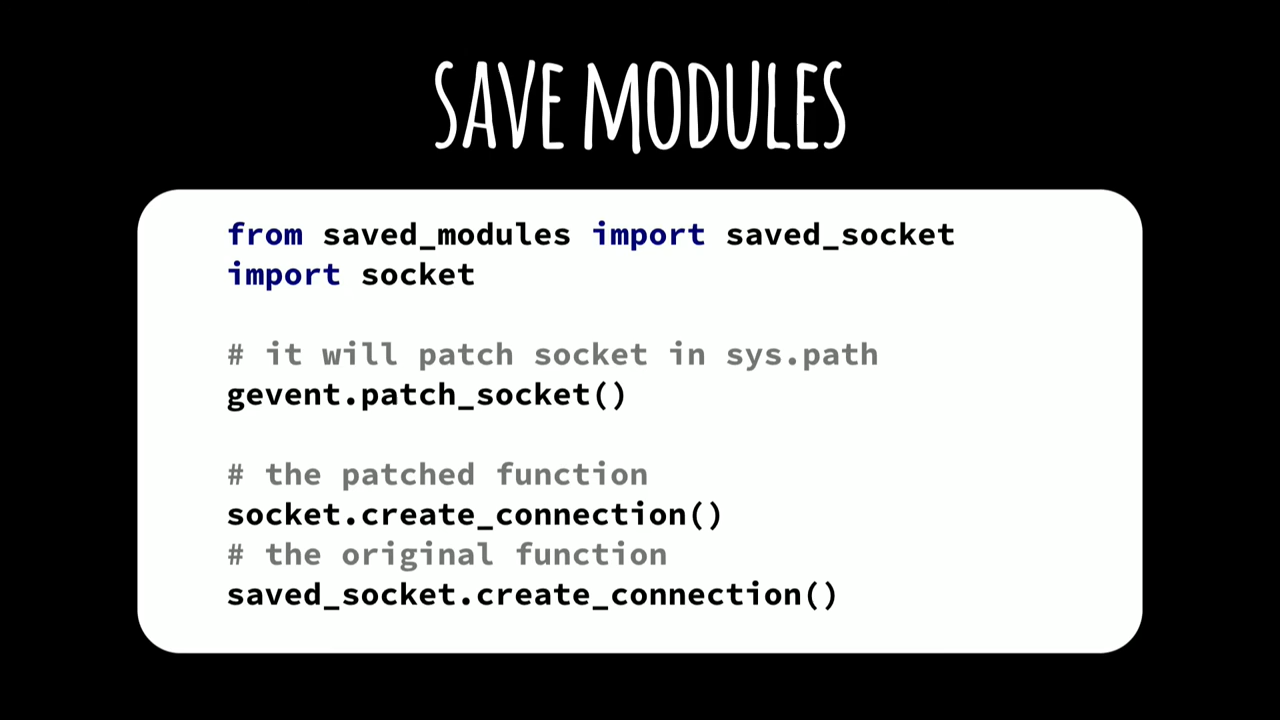 SAVE MODULES
from saved_modules import saved_socket
import socket
# it will patch socket in sys.path
gevent.patch_socket()
# the patched function
socket.create_connection()
# the original function
saved_socket.create_connection()